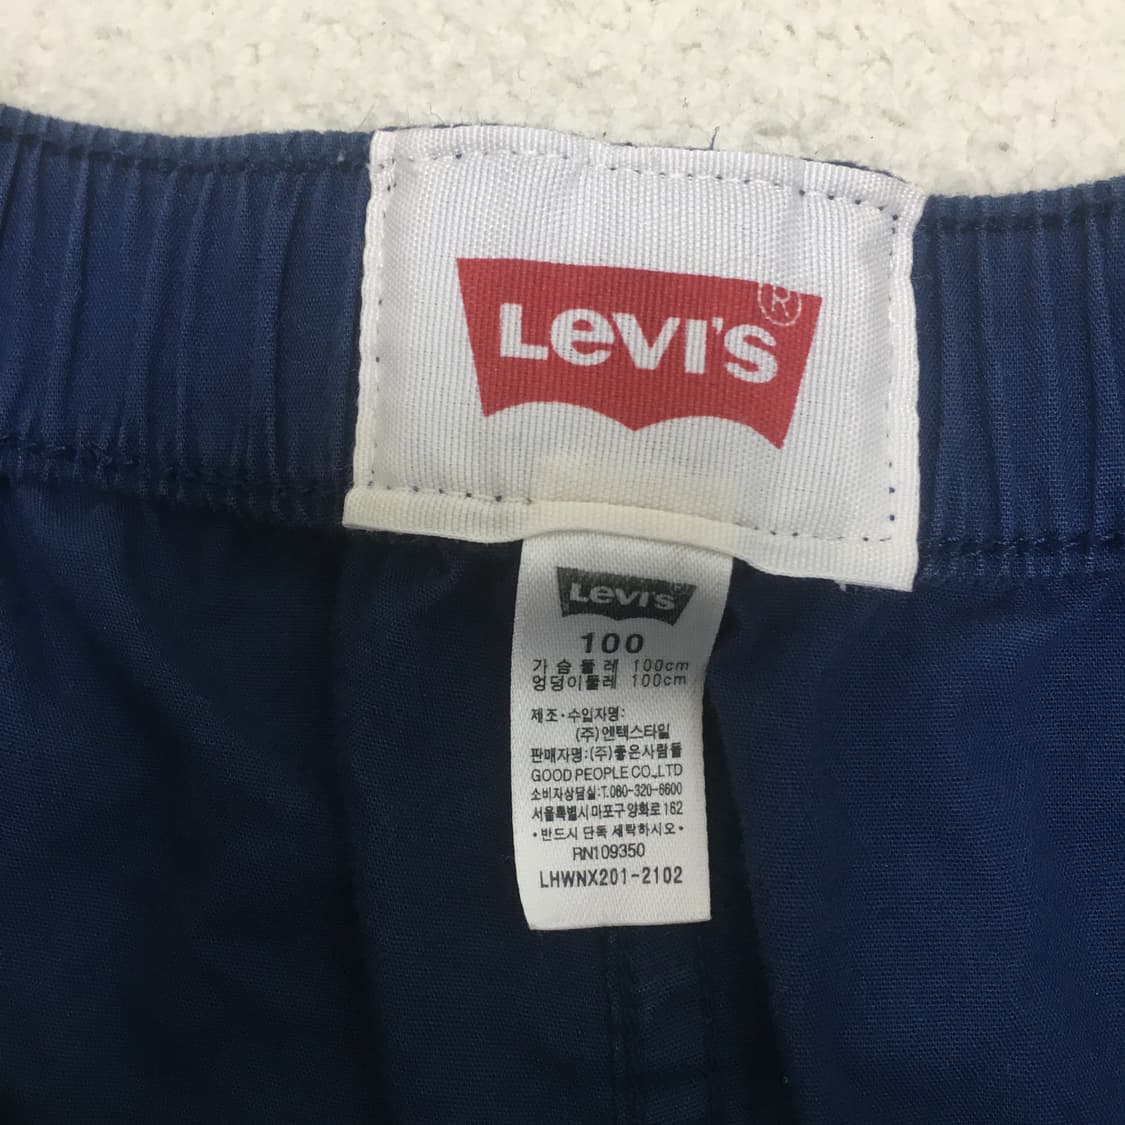 Levi's ®
Levi's ®
100
가 슴 둘 레 100cm
엉덩이둘레 100cm
제조·수입자명:
(주)엔텍스타일
판매자명:(주)좋은사람들
GOOD PEOPLE CO.,LTD
소비자상담실:T.080-320-6600
서울특별시마포구양화로162
·반드시 단독 세탁하시오·
RN109350
LHWNX201-2102